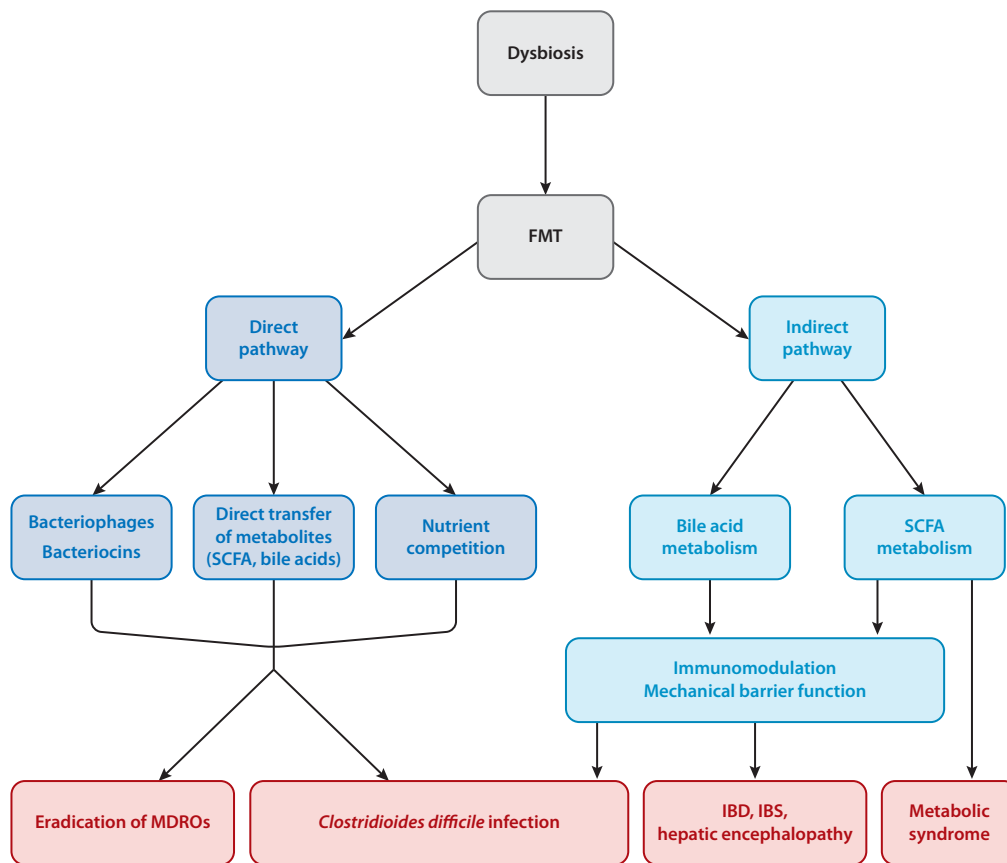 Dysbiosis
FMT
Direct
pathway
Indirect
pathway
Bacteriophages
Bacteriocins
Direct transfer
of metabolites
(SCFA, bile acids)
Nutrient
competition
Bile acid
metabolism
SCFA
metabolism
Immunomodulation
Mechanical barrier function
Eradication of MDROs
Clostridioides difficile infection
IBD, IBS,
hepatic encephalopathy
Metabolic
syndrome